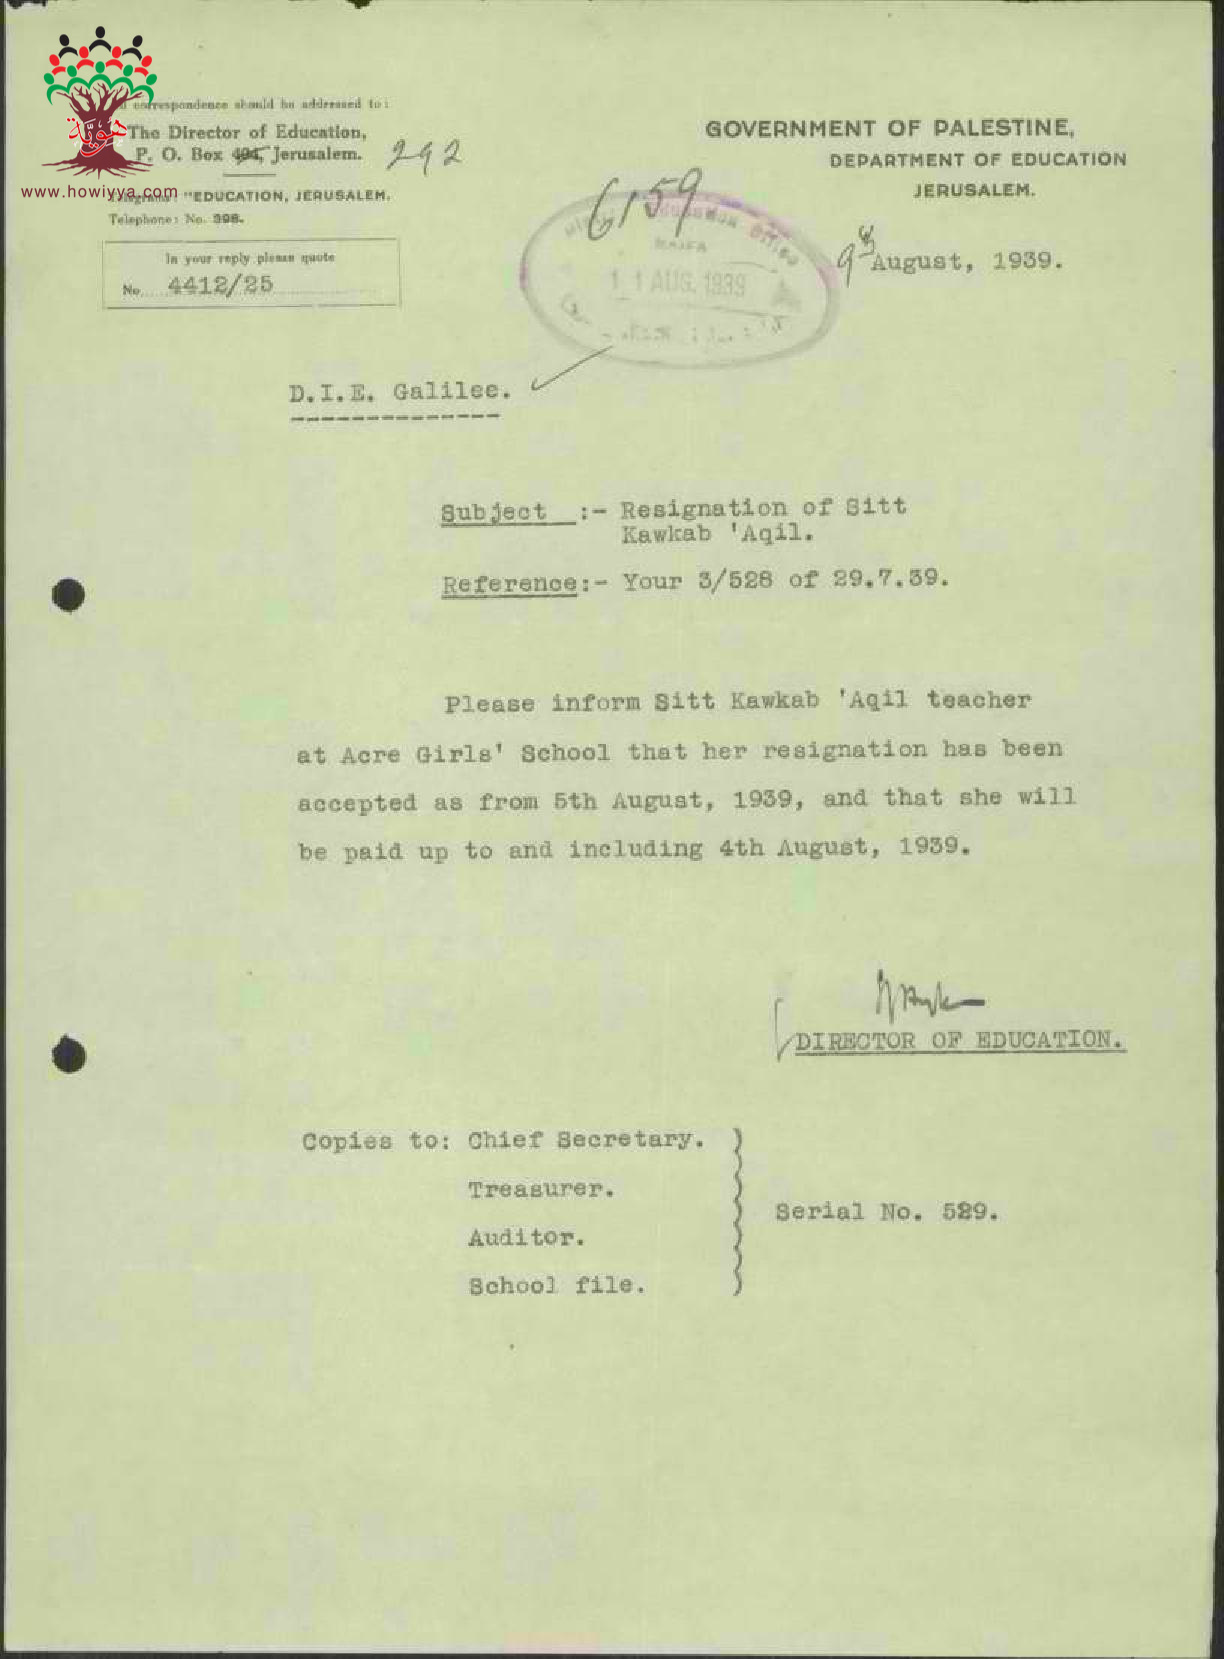 هويّة
www.howiyya.com
correspondence should be addressed to:
The Director of Education,
P. O. Box 494, Jerusalem. 292
"EDUCATION, JERUSALEM.
Telephone: No. 398.
In your reply please quote
No. 4412/25
GOVERNMENT OF PALESTINE,
DEPARTMENT OF EDUCATION
JERUSALEM.
6159
Education Office
HAIFA
11 AUG. 1939
9th August, 1939.
D.I.E. Galilee.
Subject :- Resignation of Sitt
Kawkab 'Aqil.
Reference:- Your 3/528 of 29.7.39.
Please inform Sitt Kawkab 'Aqil teacher
at Acre Girls' School that her resignation has been
accepted as from 5th August, 1939, and that she will
be paid up to and including 4th August, 1939.
DIRECTOR OF EDUCATION.
Copies to: Chief Secretary.
Treasurer.
Auditor.
School file.
Serial No. 529.